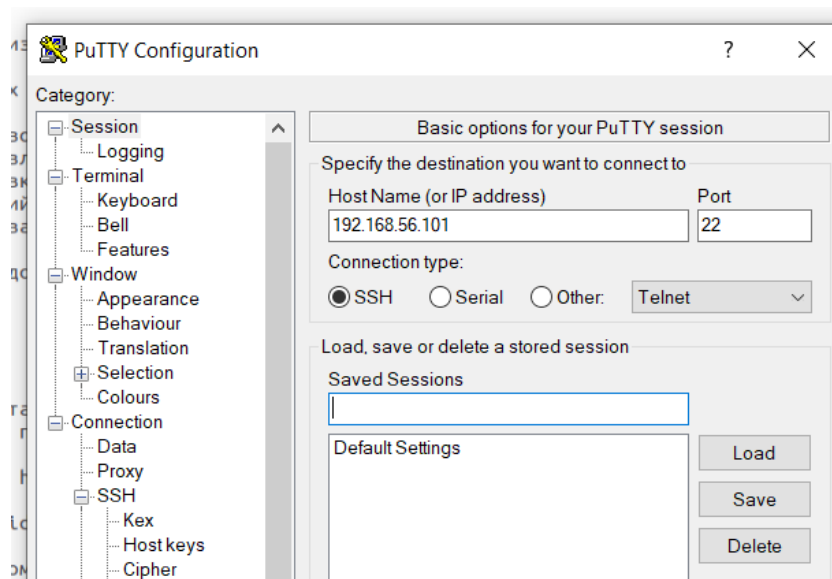 PuTTY Configuration
?
Category:
Session
Logging
Terminal
Keyboard
Bell
Features
Window
Appearance
Behaviour
Translation
Selection
Colours
Connection
Data
Proxy
SSH
Kex
Host keys
Cipher
Basic options for your PuTTY session
Specify the destination you want to connect to
Host Name (or IP address) Port
192.168.56.101 22
Connection type:
SSH Serial Other: Telnet
Load, save or delete a stored session
Saved Sessions
Default Settings
Load
Save
Delete